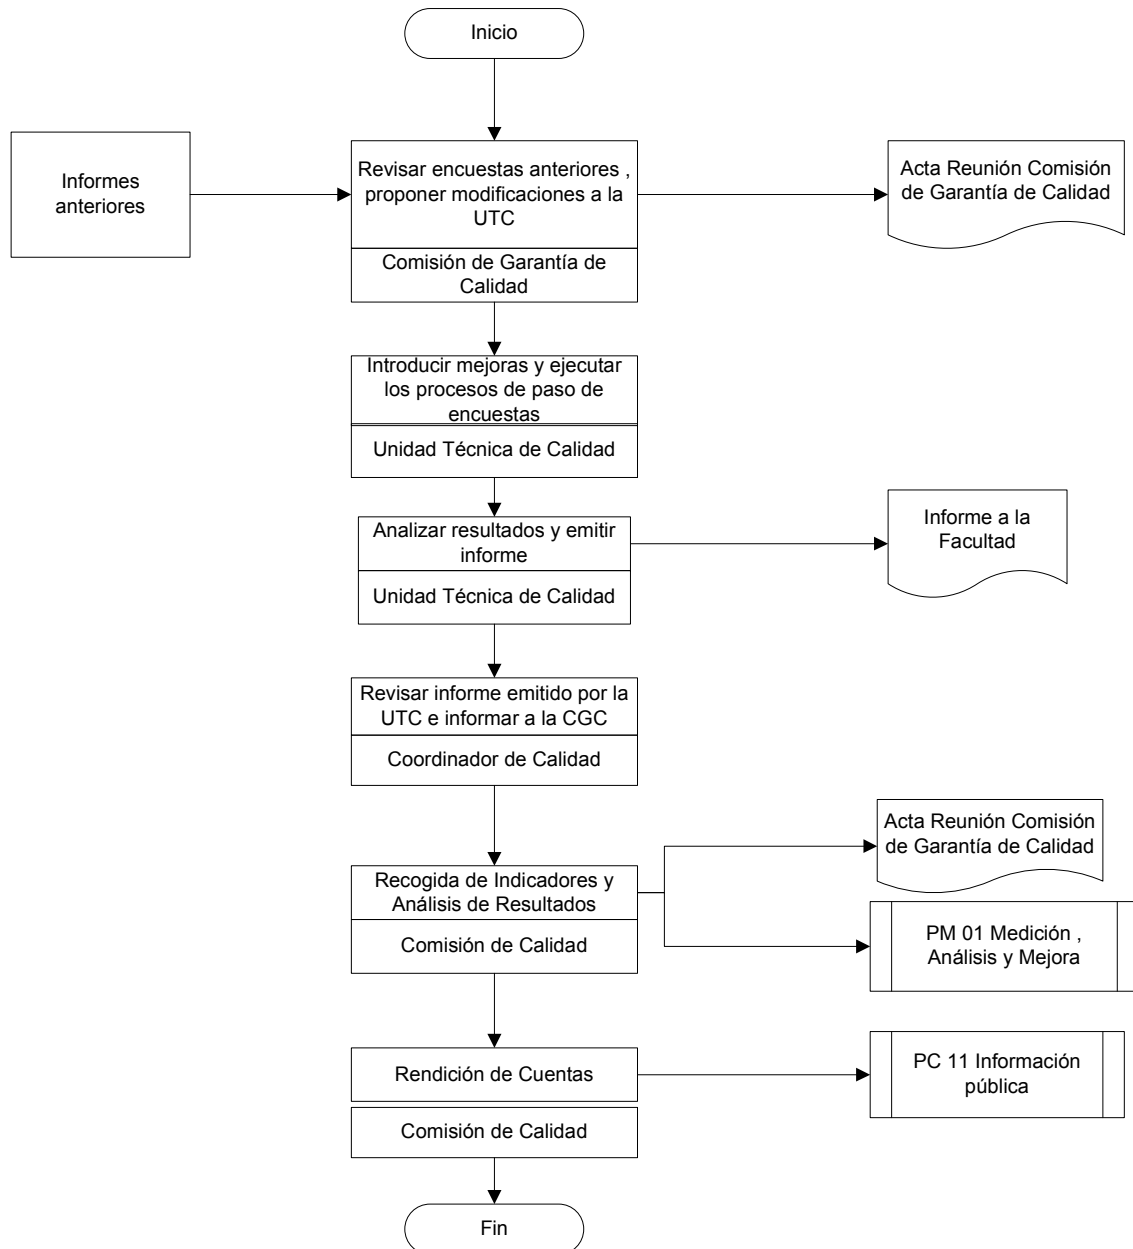 Inicio
Informes
anteriores
Revisar encuestas anteriores ,
proponer modificaciones a la
UTC
Comisión de Garantía de
Calidad
Acta Reunión Comisión
de Garantía de Calidad
Introducir mejoras y ejecutar
los procesos de paso de
encuestas
Unidad Técnica de Calidad
Analizar resultados y emitir
informe
Unidad Técnica de Calidad
Informe a la
Facultad
Revisar informe emitido por la
UTC e informar a la CGC
Coordinador de Calidad
Recogida de Indicadores y
Análisis de Resultados
Comisión de Calidad
Acta Reunión Comisión
de Garantía de Calidad
PM 01 Medición ,
Análisis y Mejora
Rendición de Cuentas
Comisión de Calidad
PC 11 Información
pública
Fin